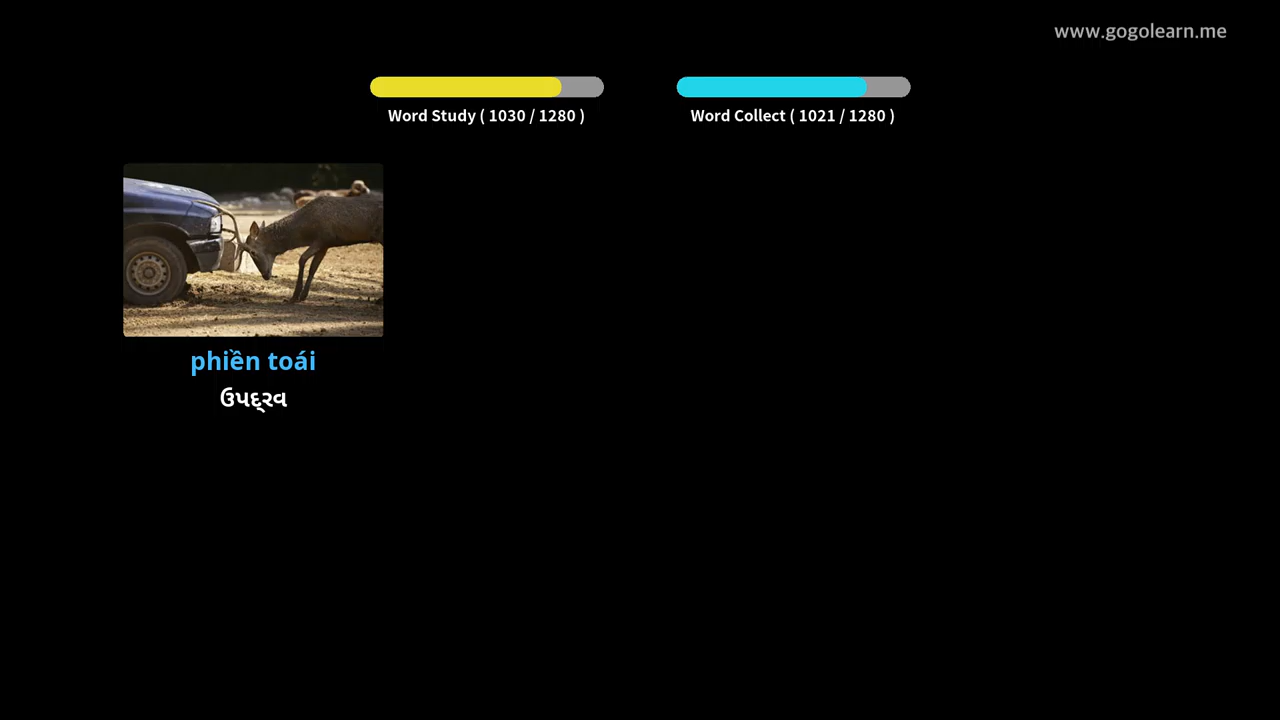 www.gogolearn.me
Word Study ( 1030 / 1280 )
Word Collect ( 1021 / 1280 )
phiền toái
ઉપદ્રવ